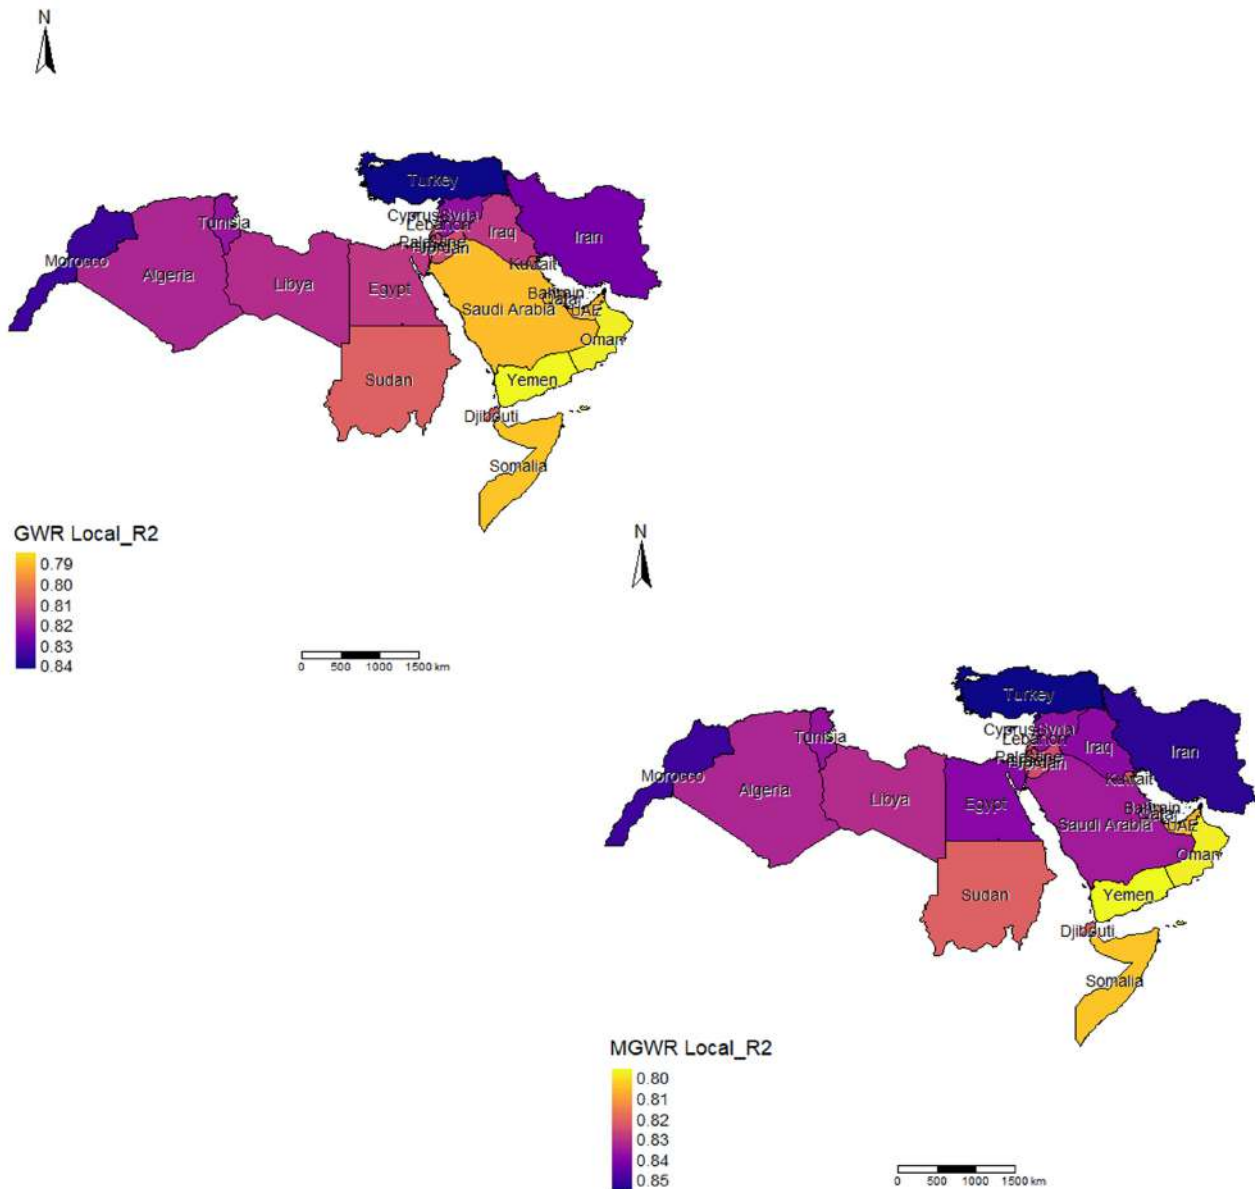 N
Turkey
Cyprus Syria
Lebanon
Tunisia
Palestine
Iraq
Iran
Jordan
Morocco
Kuwait
Algeria
Libya
Egypt
Bahrain
Qatar
Saudi Arabia
UAE
Oman
Sudan
Yemen
Djibouti
Somalia
GWR Local_R2
0.79
0.80
0.81
0.82
0.83
0.84
0 500 1000 1500 km
N
Turkey
Cyprus Syria
Lebanon
Tunisia
Iraq
Iran
Palestine
Jordan
Morocco
Kuwait
Algeria
Libya
Egypt
Bahrain
Qatar
Saudi Arabia
UAE
Oman
Sudan
Yemen
Djibouti
Somalia
MGWR Local_R2
0.80
0.81
0.82
0.83
0.84
0.85
0 500 1000 1500 km